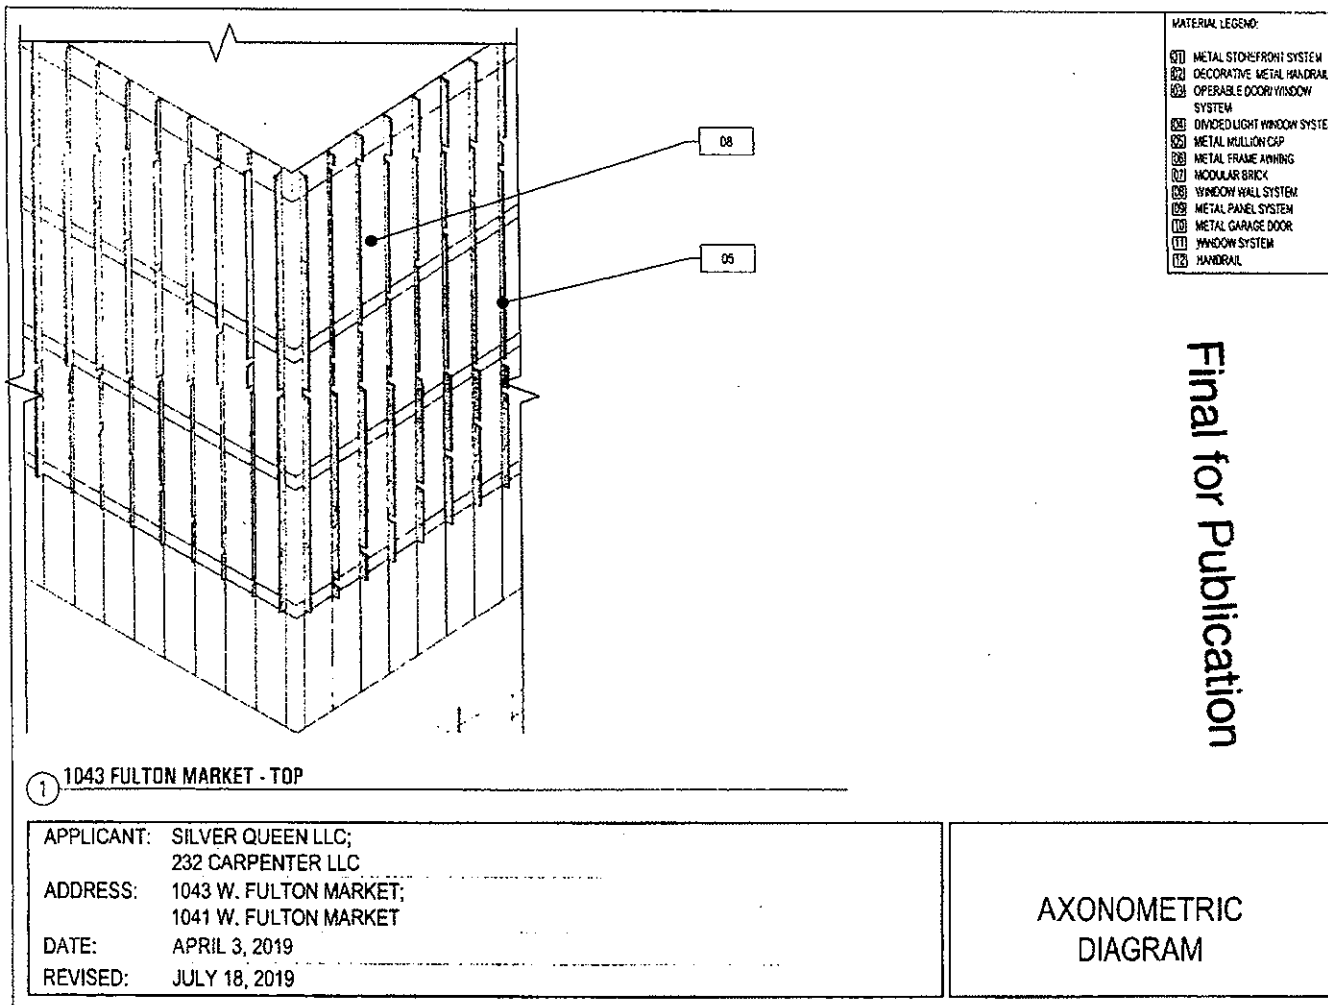 MATERIAL LEGEND:
01 METAL STOREFRONT SYSTEM
02 DECORATIVE METAL HANDRAIL
03 OPERABLE DOOR/WINDOW
SYSTEM
04 DIVIDED LIGHT WINDOW SYSTE
05 METAL MULLION CAP
06 METAL FRAME AWNING
07 MODULAR BRICK
08 WINDOW WALL SYSTEM
09 METAL PANEL SYSTEM
10 METAL GARAGE DOOR
11 WINDOW SYSTEM
12 HANDRAIL
08
05
Final for Publication
1 1043 FULTON MARKET - TOP
APPLICANT: SILVER QUEEN LLC;
232 CARPENTER LLC
ADDRESS: 1043 W. FULTON MARKET;
1041 W. FULTON MARKET
DATE: APRIL 3, 2019
REVISED: JULY 18, 2019
AXONOMETRIC
DIAGRAM